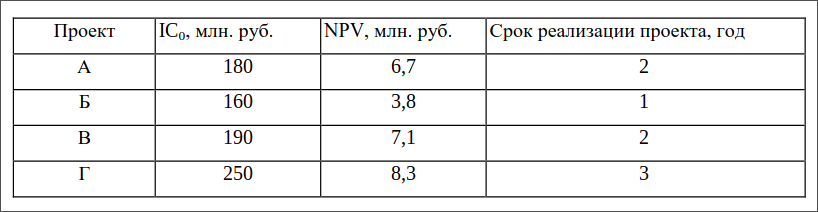 Проект IC₀, млн. руб. NPV, млн. руб. Срок реализации проекта, год
А 180 6,7 2
Б 160 3,8 1
В 190 7,1 2
Г 250 8,3 3